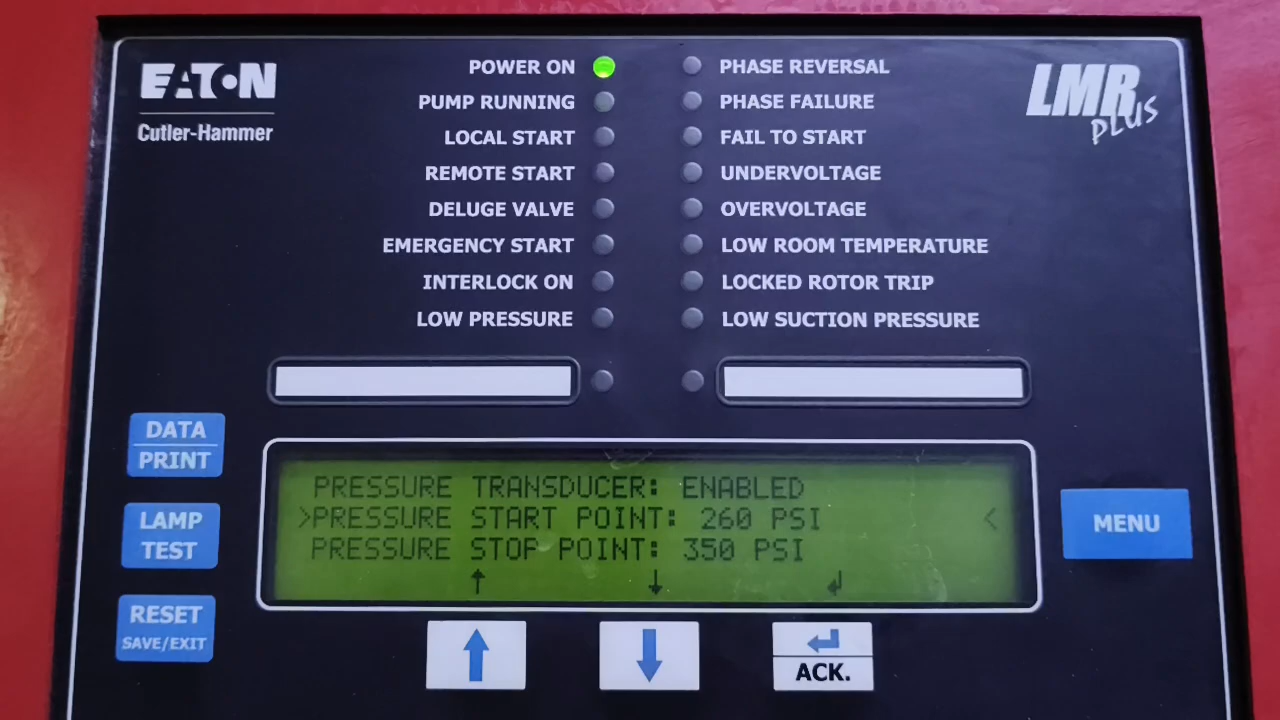 EATON
Cutler-Hammer
LMR PLUS
POWER ON
PUMP RUNNING
LOCAL START
REMOTE START
DELUGE VALVE
EMERGENCY START
INTERLOCK ON
LOW PRESSURE
PHASE REVERSAL
PHASE FAILURE
FAIL TO START
UNDERVOLTAGE
OVERVOLTAGE
LOW ROOM TEMPERATURE
LOCKED ROTOR TRIP
LOW SUCTION PRESSURE
DATA
PRINT
LAMP
TEST
RESET
SAVE/EXIT
PRESSURE TRANSDUCER: ENABLED
>PRESSURE START POINT: 260 PSI <
PRESSURE STOP POINT: 350 PSI
↑ ↓ ↲
MENU
ACK.